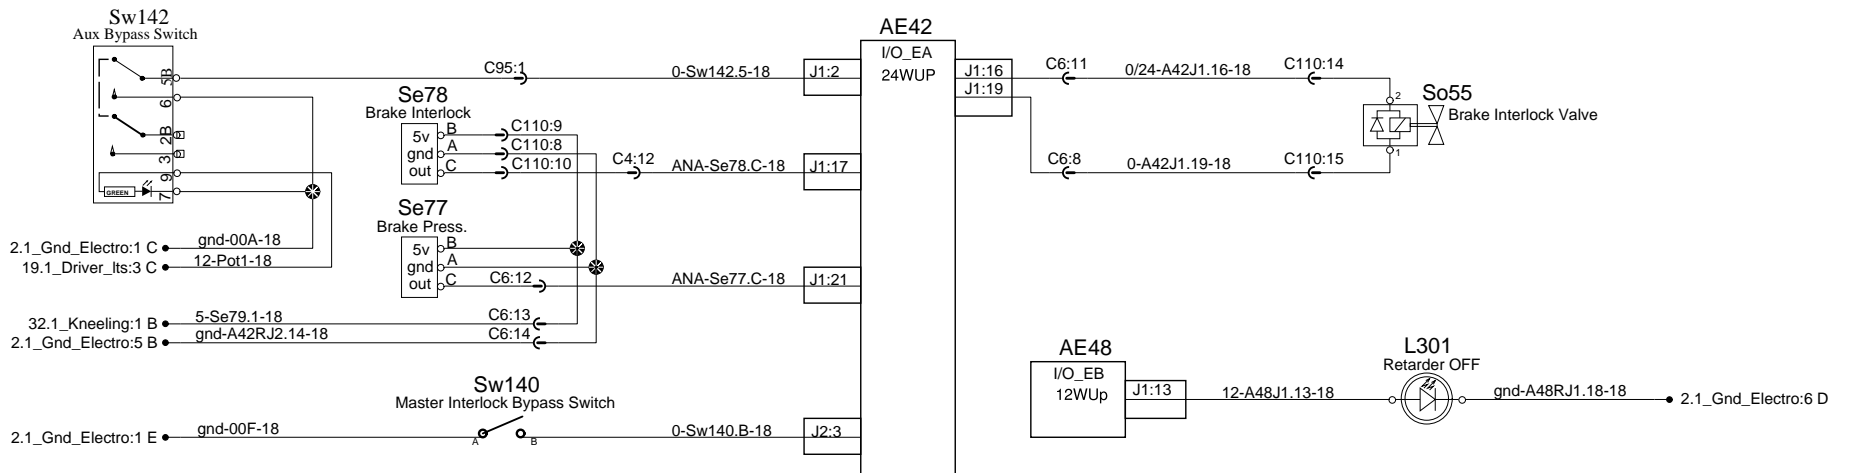 Sw142
Aux Bypass Switch
5B
6
2B
3
9
7
GREEN
C95:1
0-Sw142.5-18
J1:2
AE42
I/O_EA
24WUP
J1:16
J1:19
C6:11
0/24-A42J1.16-18
C110:14
2
So55
Brake Interlock Valve
1
C6:8
0-A42J1.19-18
C110:15
Se78
Brake Interlock
5v
gnd
out
B
A
C
C110:9
C110:8
C110:10
C4:12
ANA-Se78.C-18
J1:17
Se77
Brake Press.
5v
gnd
out
B
A
C
C6:12
ANA-Se77.C-18
J1:21
2.1_Gnd_Electro:1 C
gnd-00A-18
19.1_Driver_lts:3 C
12-Pot1-18
32.1_Kneeling:1 B
5-Se79.1-18
C6:13
2.1_Gnd_Electro:5 B
gnd-A42RJ2.14-18
C6:14
Sw140
Master Interlock Bypass Switch
2.1_Gnd_Electro:1 E
gnd-00F-18
A
B
0-Sw140.B-18
J2:3
AE48
I/O_EB
12WUp
J1:13
12-A48J1.13-18
L301
Retarder OFF
gnd-A48RJ1.18-18
2.1_Gnd_Electro:6 D